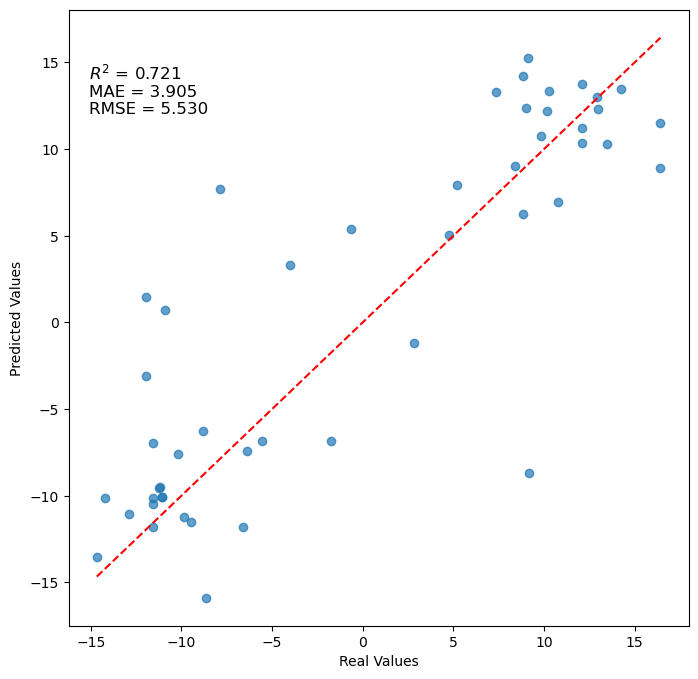 R² = 0.721
MAE = 3.905
RMSE = 5.530
15
10
5
0
−5
−10
−15
Predicted Values
−15 −10 −5 0 5 10 15
Real Values